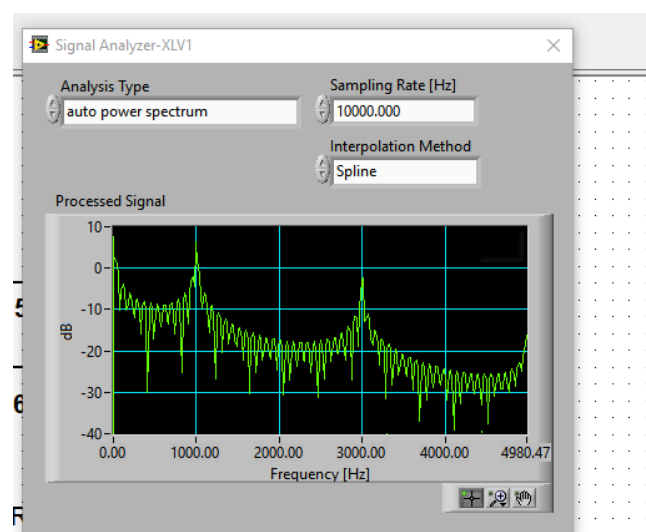 Signal Analyzer-XLV1
Analysis Type
Sampling Rate [Hz]
auto power spectrum
10000.000
Interpolation Method
Spline
Processed Signal
10
0
-10
-20
-30
-40
dB
0.00 1000.00 2000.00 3000.00 4000.00 4980.47
Frequency [Hz]
5
6
R